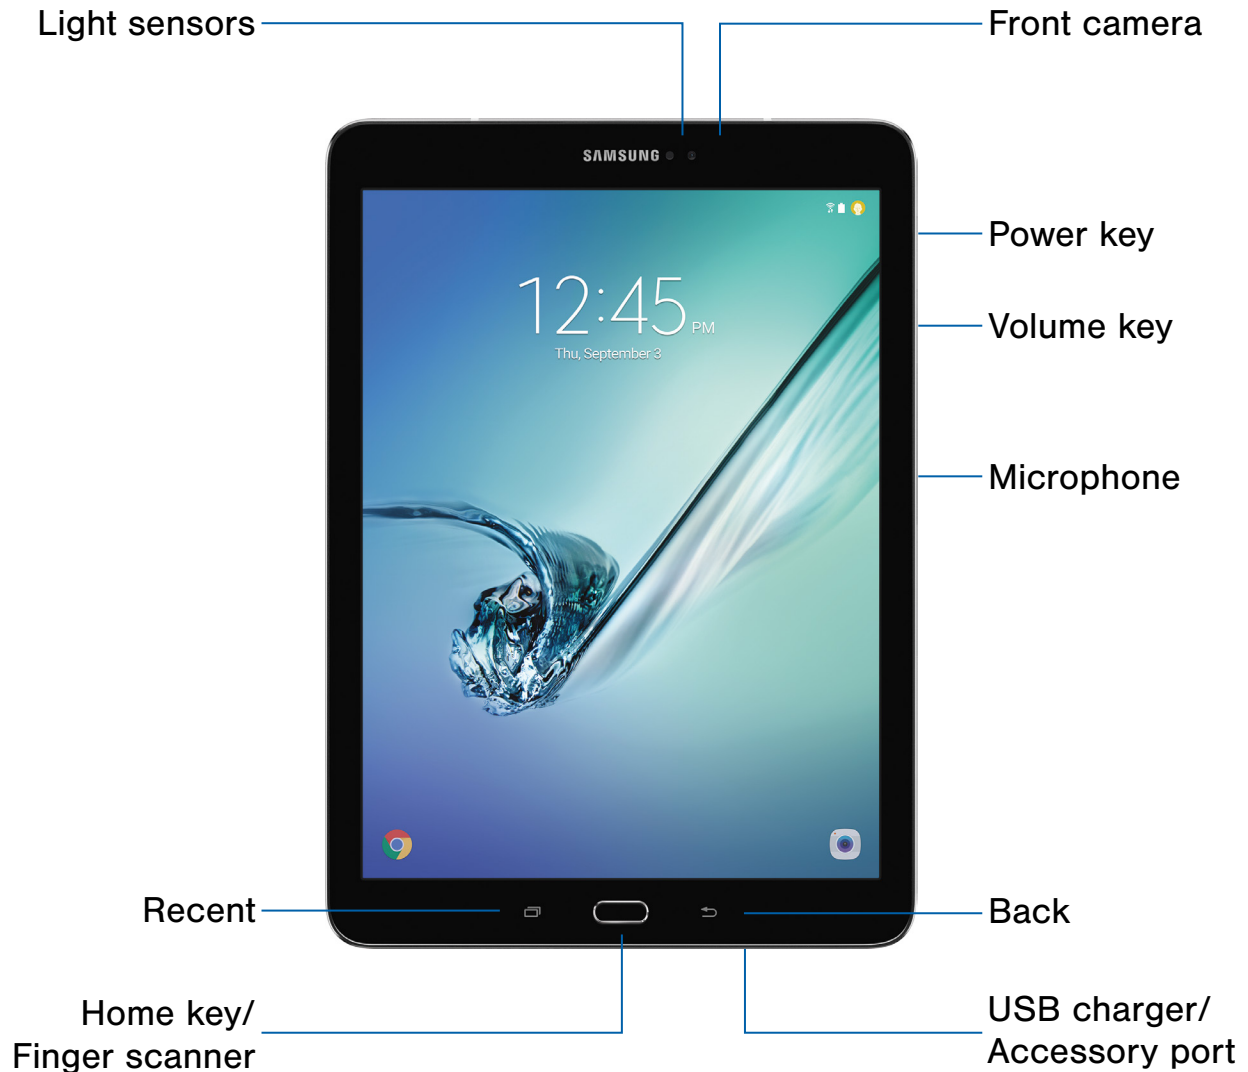 Light sensors
Front camera
SAMSUNG
Power key
12:45 PM
Volume key
Thu, September 3
Microphone
Recent
Back
Home key/
Finger scanner
USB charger/
Accessory port